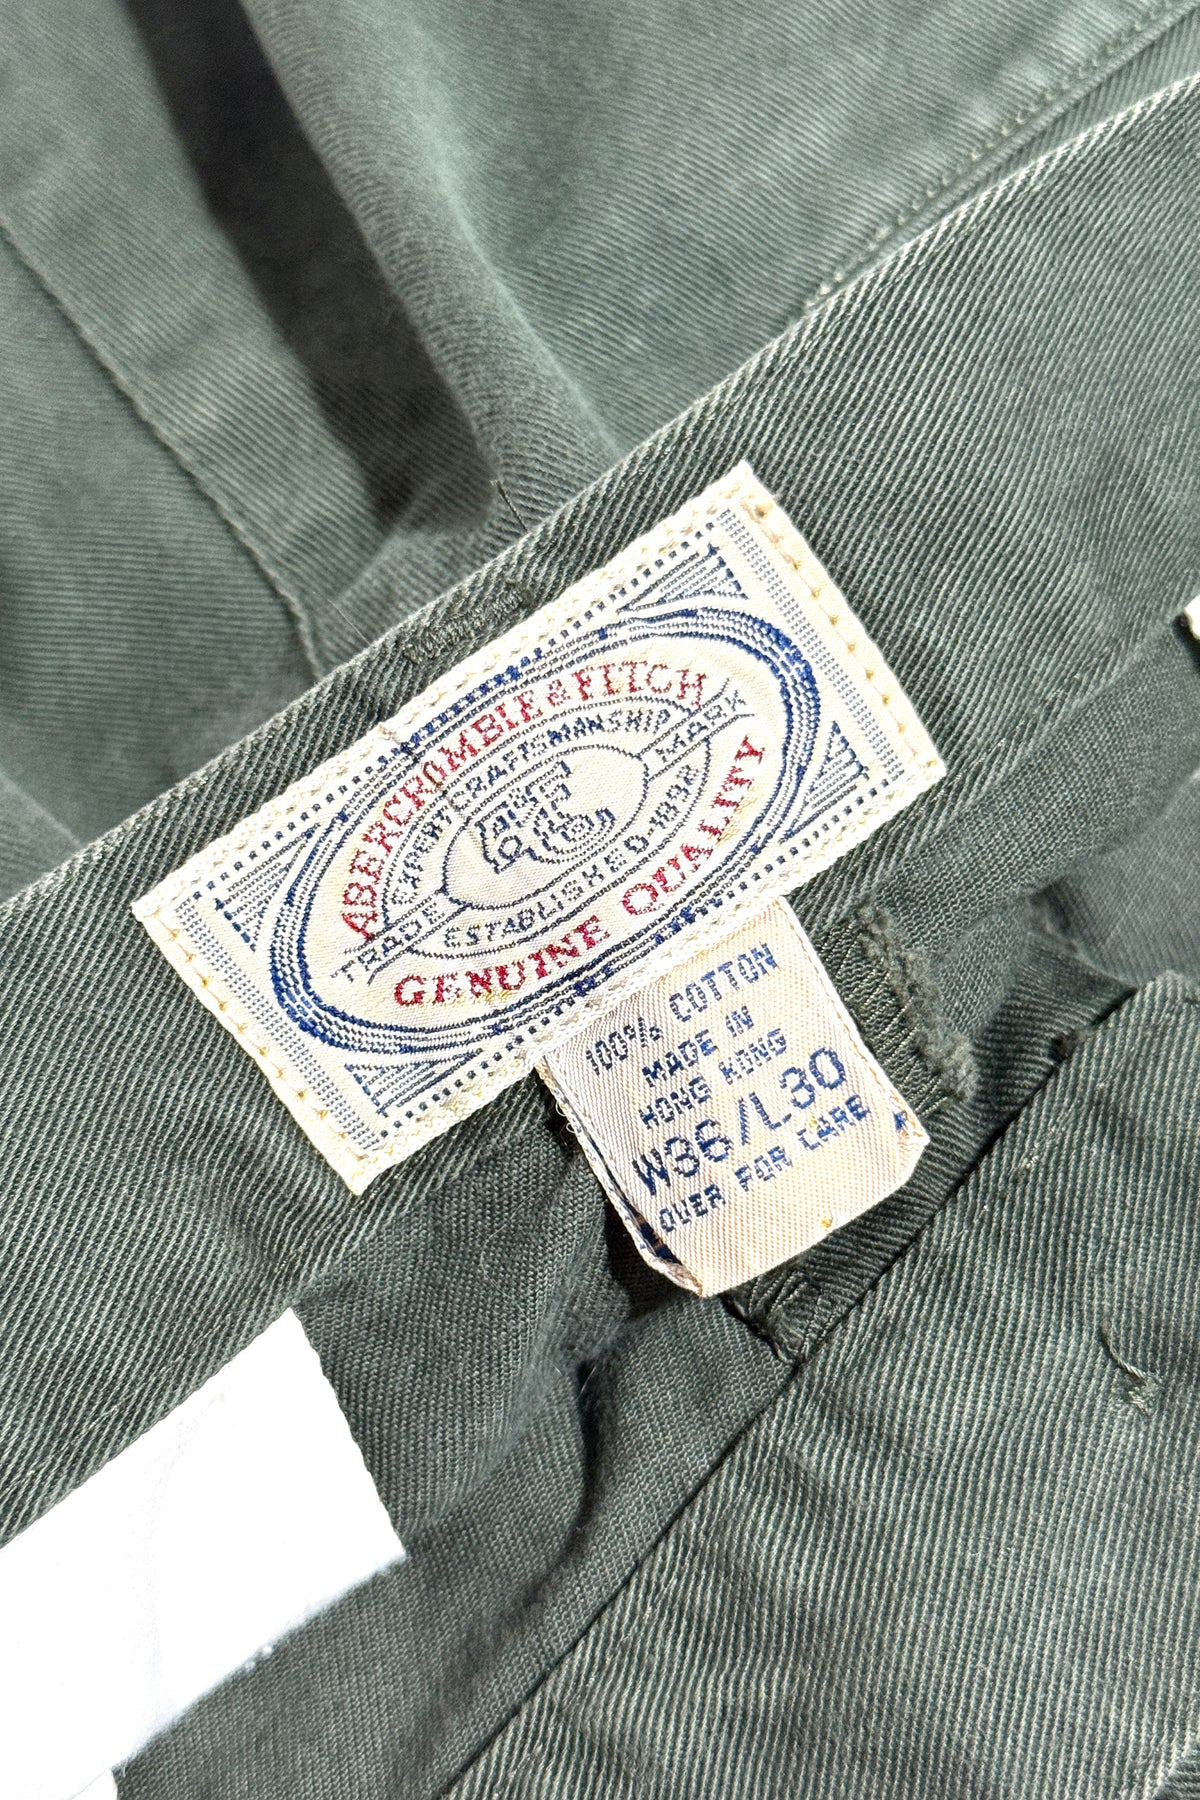 ABERCROMBIE & FITCH
EXPERT CRAFTSMANSHIP
TRADE MARK
ESTABLISHED-1892
GENUINE QUALITY
100% COTTON
MADE IN
HONG KONG
W36/L30
OVER FOR CARE